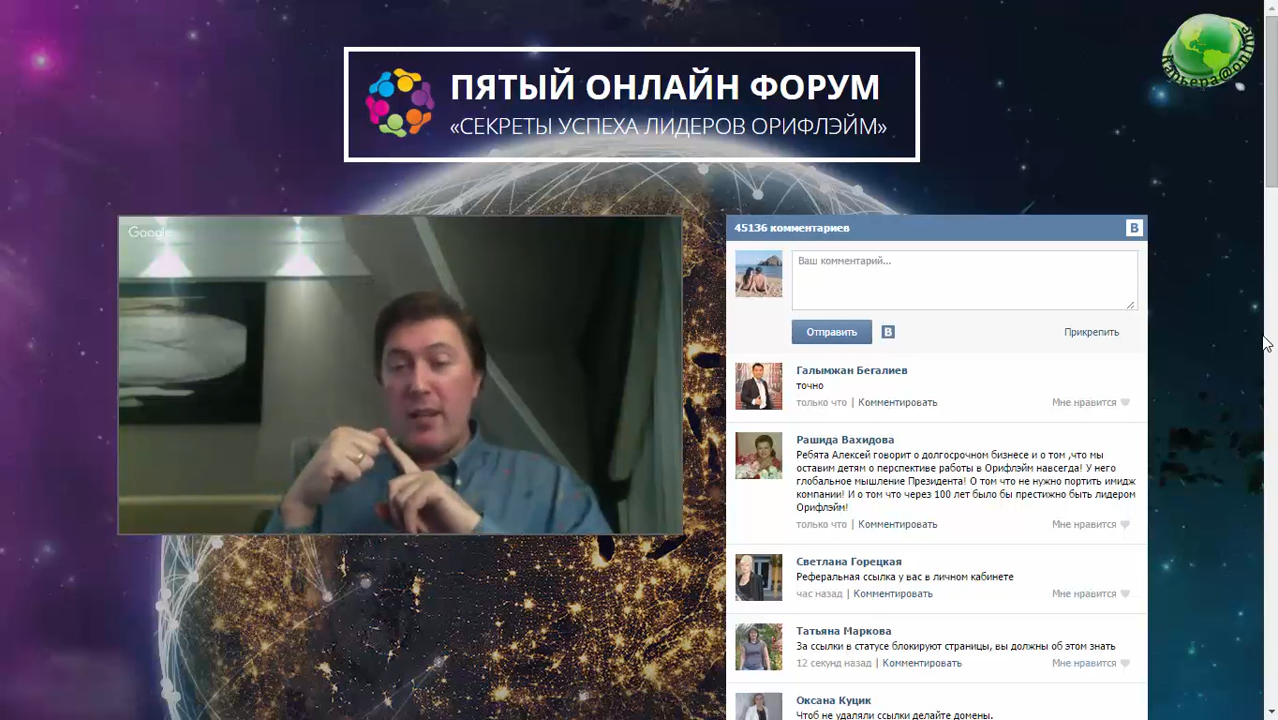 карьера@online
ПЯТЫЙ ОНЛАЙН ФОРУМ
«СЕКРЕТЫ УСПЕХА ЛИДЕРОВ ОРИФЛЭЙМ»
Google
45136 комментариев
В
Ваш комментарий...
Отправить
В
Прикрепить
Галымжан Бегалиев
точно
только что | Комментировать
Мне нравится
Рашида Вахидова
Ребята Алексей говорит о долгосрочном бизнесе и о том ,что мы
оставим детям о перспективе работы в Орифлэйм навсегда! У него
глобальное мышление Президента! О том что не нужно портить имидж
компании! И о том что через 100 лет было бы престижно быть лидером
Орифлэйм!
только что | Комментировать
Мне нравится
Светлана Горецкая
Реферальная ссылка у вас в личном кабинете
час назад | Комментировать
Мне нравится
Татьяна Маркова
За ссылки в статусе блокируют страницы, вы должны об этом знать
12 секунд назад | Комментировать
Мне нравится
Оксана Куцик
Чтоб не удаляли ссылки делайте домены.